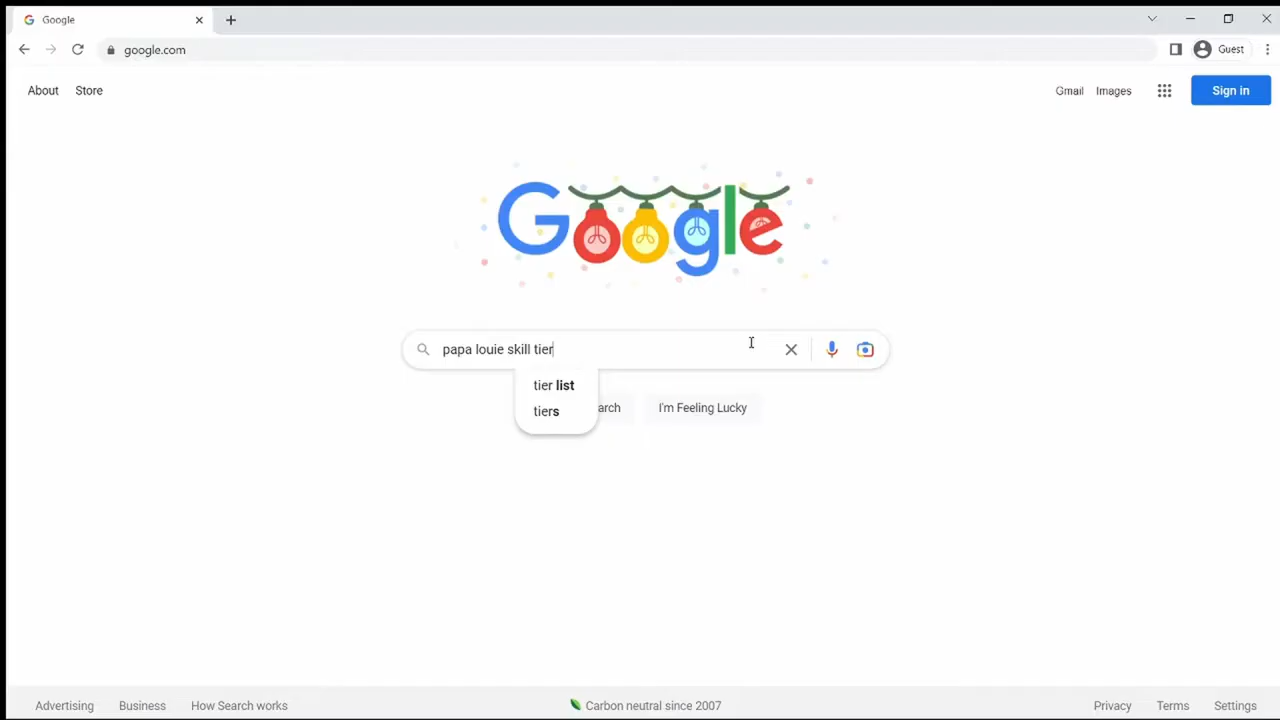 Google
google.com
Guest
About
Store
Gmail
Images
Sign in
Google
papa louie skill tier
tier list
tiers
arch
I'm Feeling Lucky
Advertising
Business
How Search works
Carbon neutral since 2007
Privacy
Terms
Settings